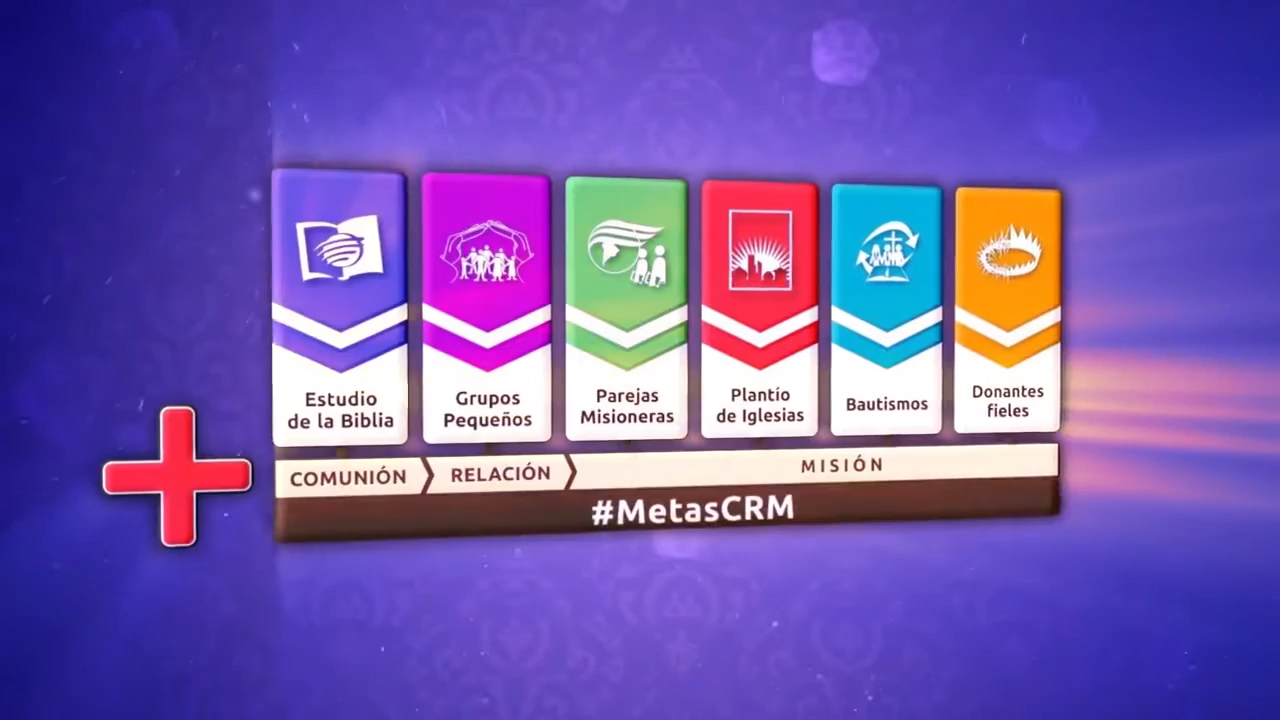 Estudio
de la Biblia
Grupos
Pequeños
Parejas
Misioneras
Plantío
de Iglesias
Bautismos
Donantes
fieles
COMUNIÓN
RELACIÓN
MISIÓN
#MetasCRM